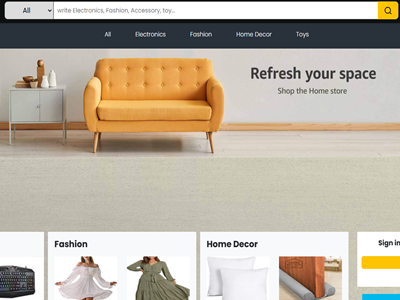 All
write Electronics, Fashion, Accessory, toy...
All Electronics Fashion Home Decor Toys
Refresh your space
Shop the Home store
Fashion
Home Decor
Sign in